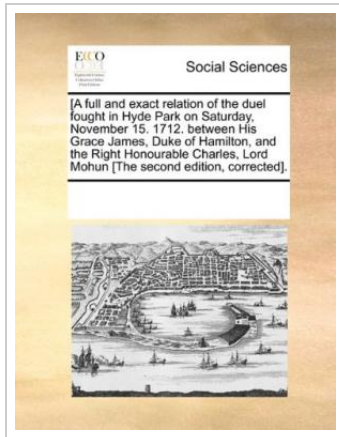 ECCO
Social Sciences
[A full and exact relation of the duel
fought in Hyde Park on Saturday,
November 15. 1712. between His
Grace James, Duke of Hamilton, and
the Right Honourable Charles, Lord
Mohun [The second edition, corrected].